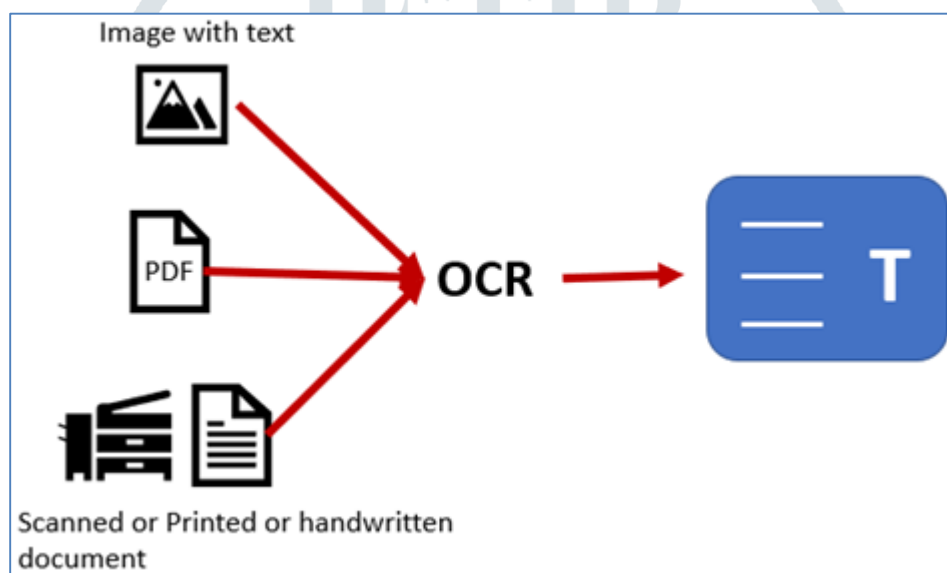 Image with text
PDF
OCR
T
Scanned or Printed or handwritten
document